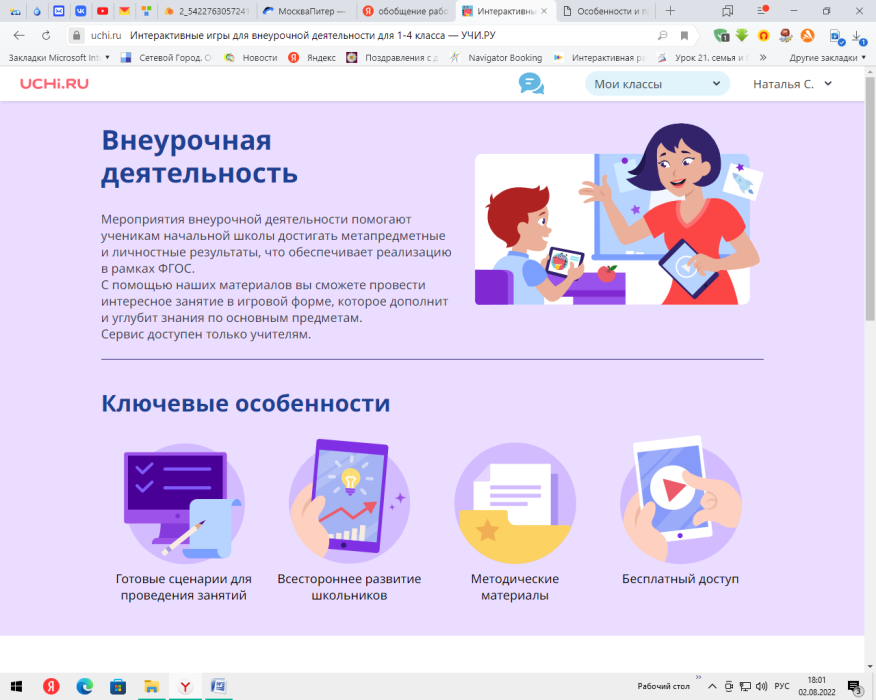 2_5422776305724
МоскваПитер —
обобщение рабо
Интерактивны
Особенности и п
uchi.ru Интерактивные игры для внеурочной деятельности для 1-4 класса — УЧИ.РУ
Закладки Microsoft Int
Сетевой Город. О
Новости
Яндекс
Поздравления с д
Navigator Booking
Интерактивная ра
Урок 21. семья и
Другие закладки
UCHi.RU
Мои классы
Наталья С.
Внеурочная
деятельность
Мероприятия внеурочной деятельности помогают
ученикам начальной школы достигать метапредметные
и личностные результаты, что обеспечивает реализацию
в рамках ФГОС.
С помощью наших материалов вы сможете провести
интересное занятие в игровой форме, которое дополнит
и углубит знания по основным предметам.
Сервис доступен только учителям.
Ключевые особенности
Готовые сценарии для
проведения занятий
Всестороннее развитие
школьников
Методические
материалы
Бесплатный доступ
Рабочий стол
РУС
18:01
02.08.2022
3